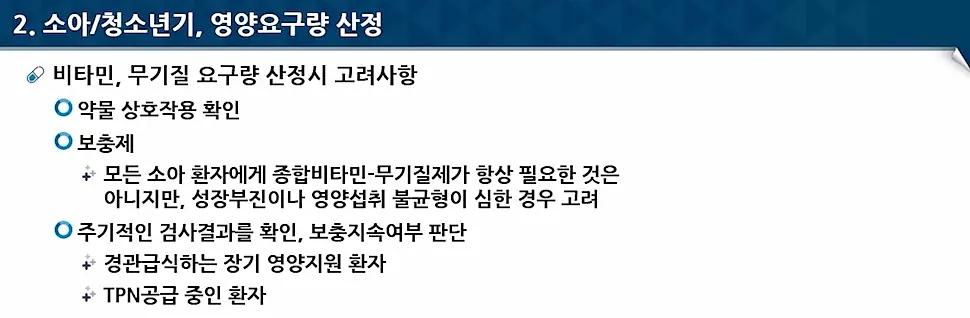 2. 소아/청소년기, 영양요구량 산정
비타민, 무기질 요구량 산정시 고려사항
약물 상호작용 확인
보충제
모든 소아 환자에게 종합비타민-무기질제가 항상 필요한 것은
아니지만, 성장부진이나 영양섭취 불균형이 심한 경우 고려
주기적인 검사결과를 확인, 보충지속여부 판단
경관급식하는 장기 영양지원 환자
TPN공급 중인 환자